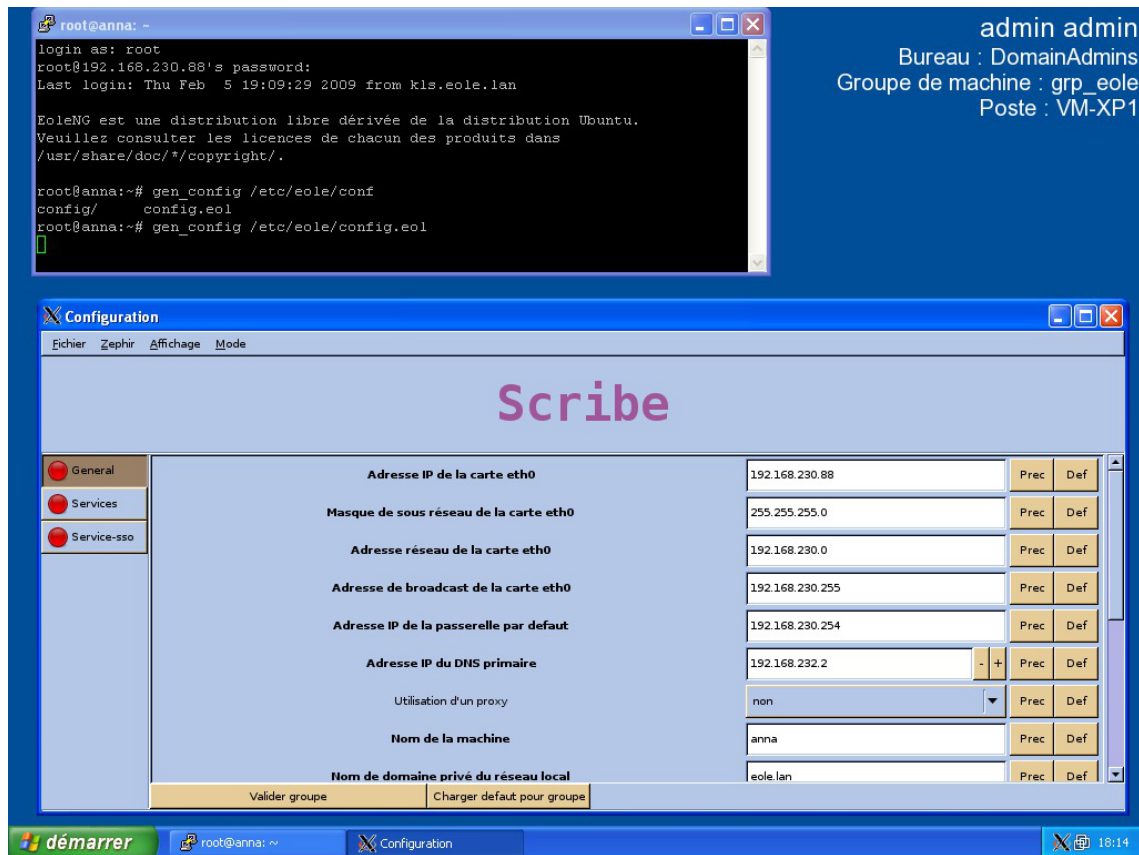 root@anna: ~
login as: root
root@192.168.230.88's password:
Last login: Thu Feb  5 19:09:29 2009 from kls.eole.lan
EoleNG est une distribution libre dérivée de la distribution Ubuntu.
Veuillez consulter les licences de chacun des produits dans
/usr/share/doc/*/copyright/.
root@anna:~# gen_config /etc/eole/conf
config/     config.eol
root@anna:~# gen_config /etc/eole/config.eol
admin admin
Bureau : DomainAdmins
Groupe de machine : grp_eole
Poste : VM-XP1
Configuration
Fichier Zephir Affichage Mode
Scribe
General
Services
Service-sso
Adresse IP de la carte eth0 192.168.230.88 Prec Def
Masque de sous réseau de la carte eth0 255.255.255.0 Prec Def
Adresse réseau de la carte eth0 192.168.230.0 Prec Def
Adresse de broadcast de la carte eth0 192.168.230.255 Prec Def
Adresse IP de la passerelle par defaut 192.168.230.254 Prec Def
Adresse IP du DNS primaire 192.168.232.2 - + Prec Def
Utilisation d'un proxy non Prec Def
Nom de la machine anna Prec Def
Nom de domaine privé du réseau local eole.lan Prec Def
Valider groupe Charger defaut pour groupe
démarrer root@anna: ~ Configuration 18:14